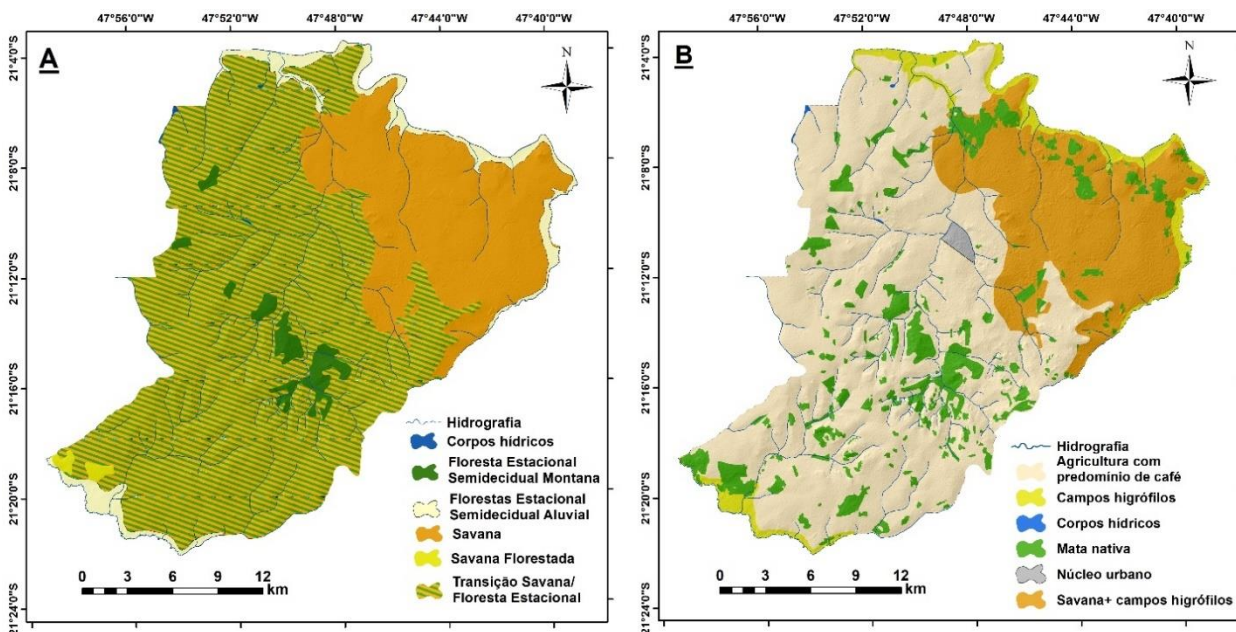 47°56'0"O 47°52'0"O 47°48'0"O 47°44'0"O 47°40'0"O
A
N
21°4'0"S
21°8'0"S
21°12'0"S
21°16'0"S
21°20'0"S
21°24'0"S
Hidrografia
Corpos hídricos
Floresta Estacional
Semidecidual Montana
Florestas Estacional
Semidecidual Aluvial
Savana
Savana Florestada
Transição Savana/
Floresta Estacional
0 3 6 9 12
km
47°56'0"O 47°52'0"O 47°48'0"O 47°44'0"O 47°40'0"O
B
N
21°4'0"S
21°8'0"S
21°12'0"S
21°16'0"S
21°20'0"S
21°24'0"S
Hidrografia
Agricultura com
predomínio de café
Campos higrófilos
Corpos hídricos
Mata nativa
Núcleo urbano
Savana+ campos higrófilos
0 3 6 9 12
km